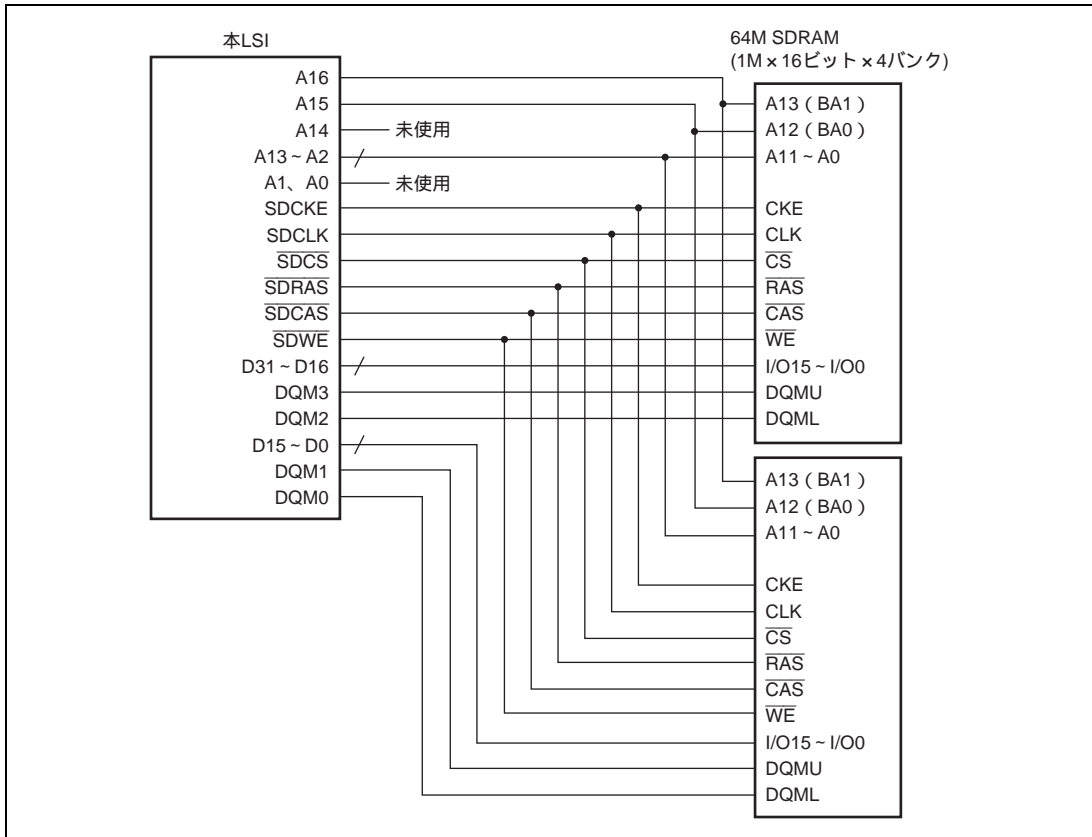 本LSI
A16
A15
A14
未使用
A13 ~ A2
A1、A0
未使用
SDCKE
SDCLK
SDCS
SDRAS
SDCAS
SDWE
D31 ~ D16
DQM3
DQM2
D15 ~ D0
DQM1
DQM0
64M SDRAM
(1M × 16ビット × 4バンク)
A13 ( BA1 )
A12 ( BA0 )
A11 ~ A0
CKE
CLK
CS
RAS
CAS
WE
I/O15 ~ I/O0
DQMU
DQML
A13 ( BA1 )
A12 ( BA0 )
A11 ~ A0
CKE
CLK
CS
RAS
CAS
WE
I/O15 ~ I/O0
DQMU
DQML